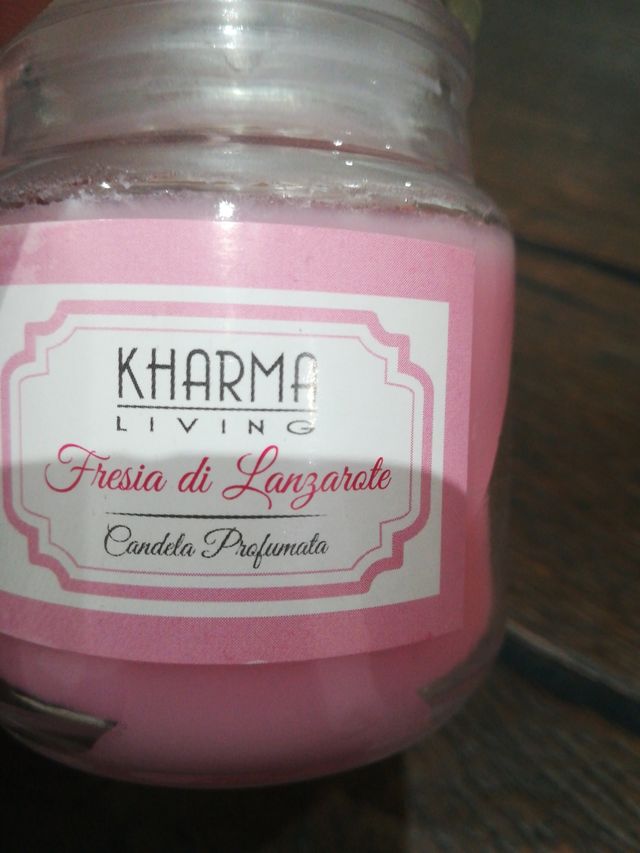 KHARMA
LIVING
Fresia di Lanzarote
Candela Profumata